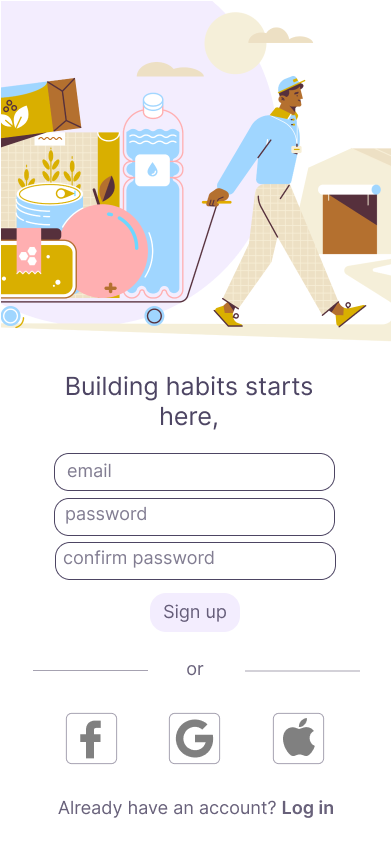 Building habits starts
here,
email
password
confirm password
Sign up
or
Already have an account? Log in